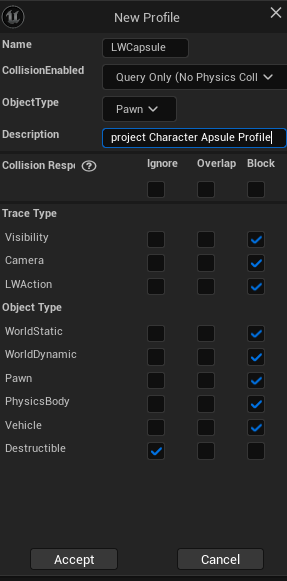 New Profile
Name LWCapsule
CollisionEnabled Query Only (No Physics Coll
ObjectType Pawn
Description project Character Apsule Profile
Collision Respo ? Ignore Overlap Block
Trace Type
Visibility
Camera
LWAction
Object Type
WorldStatic
WorldDynamic
Pawn
PhysicsBody
Vehicle
Destructible
Accept Cancel